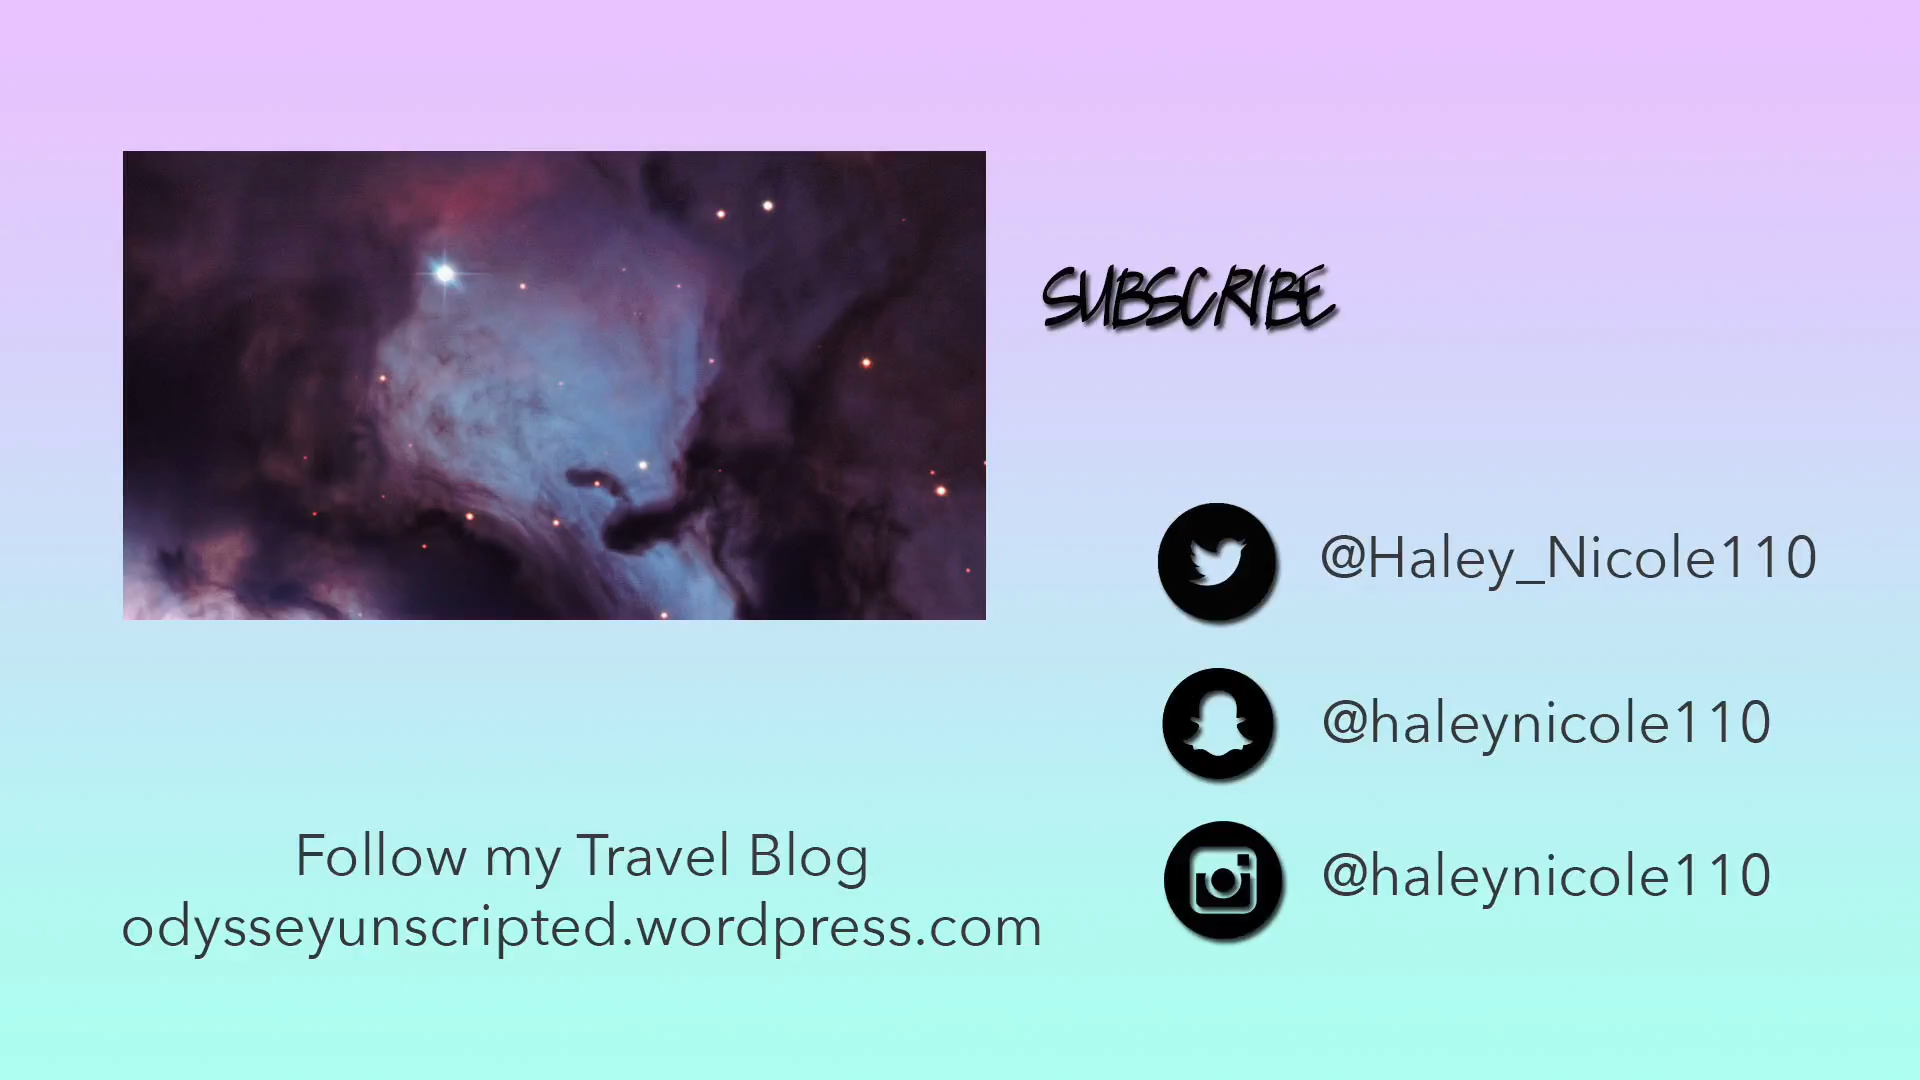 SUBSCRIBE
@Haley_Nicole110
@haleynicole110
@haleynicole110
Follow my Travel Blog
odysseyunscripted.wordpress.com